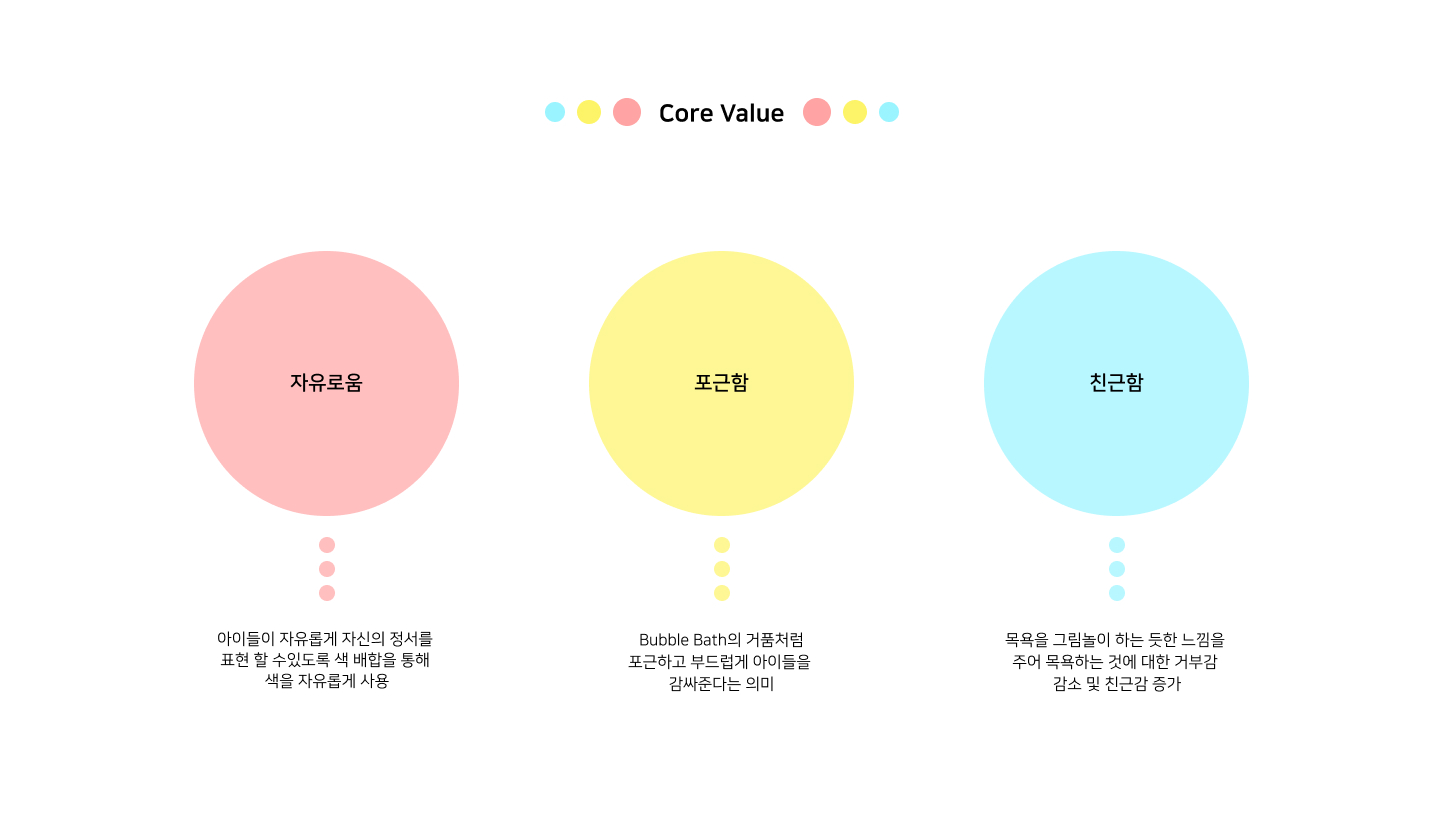 Core Value
자유로움
포근함
친근함
아이들이 자유롭게 자신의 정서를
표현 할 수있도록 색 배합을 통해
색을 자유롭게 사용
Bubble Bath의 거품처럼
포근하고 부드럽게 아이들을
감싸준다는 의미
목욕을 그림놀이 하는 듯한 느낌을
주어 목욕하는 것에 대한 거부감
감소 및 친근감 증가